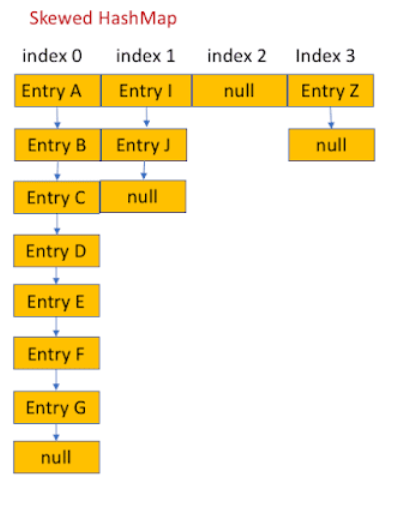 Skewed HashMap
index 0 index 1 index 2 Index 3
Entry A Entry I null Entry Z
Entry B Entry J null
Entry C null
Entry D
Entry E
Entry F
Entry G
null